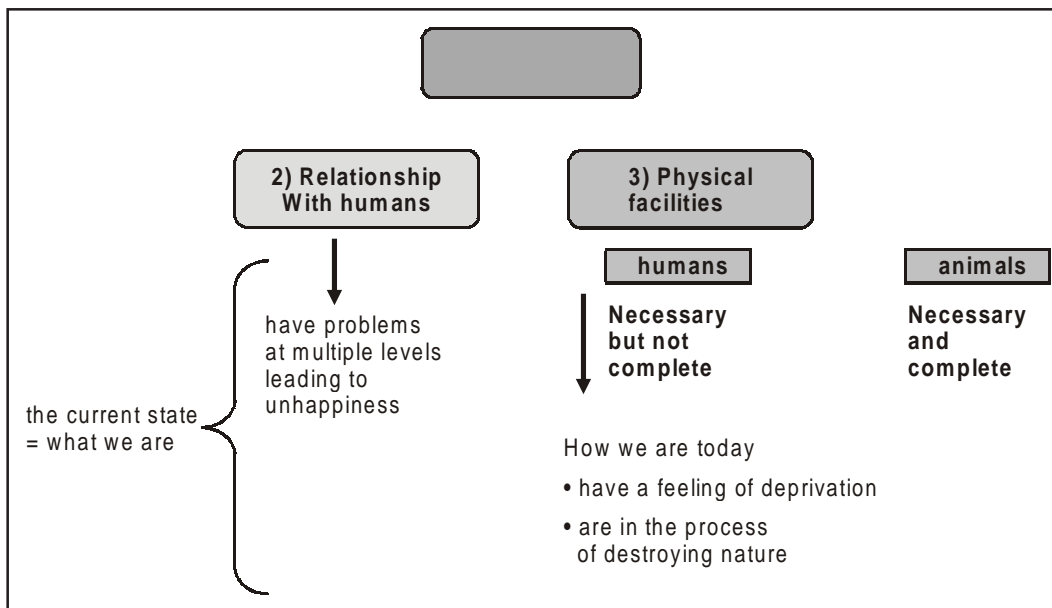 2) Relationship
With humans
3) Physical
facilities
humans
animals
have problems
at multiple levels
leading to
unhappiness
Necessary
but not
complete
Necessary
and
complete
the current state
= what we are
How we are today
• have a feeling of deprivation
• are in the process
of destroying nature